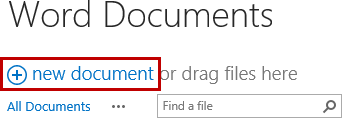 Word Documents
new document or drag files here
All Documents ... Find a file